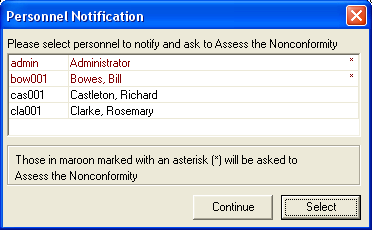 Personnel Notification
Please select personnel to notify and ask to Assess the Nonconformity
admin Administrator *
bow001 Bowes, Bill *
cas001 Castleton, Richard
cla001 Clarke, Rosemary
Those in maroon marked with an asterisk (*) will be asked to
Assess the Nonconformity
Continue Select